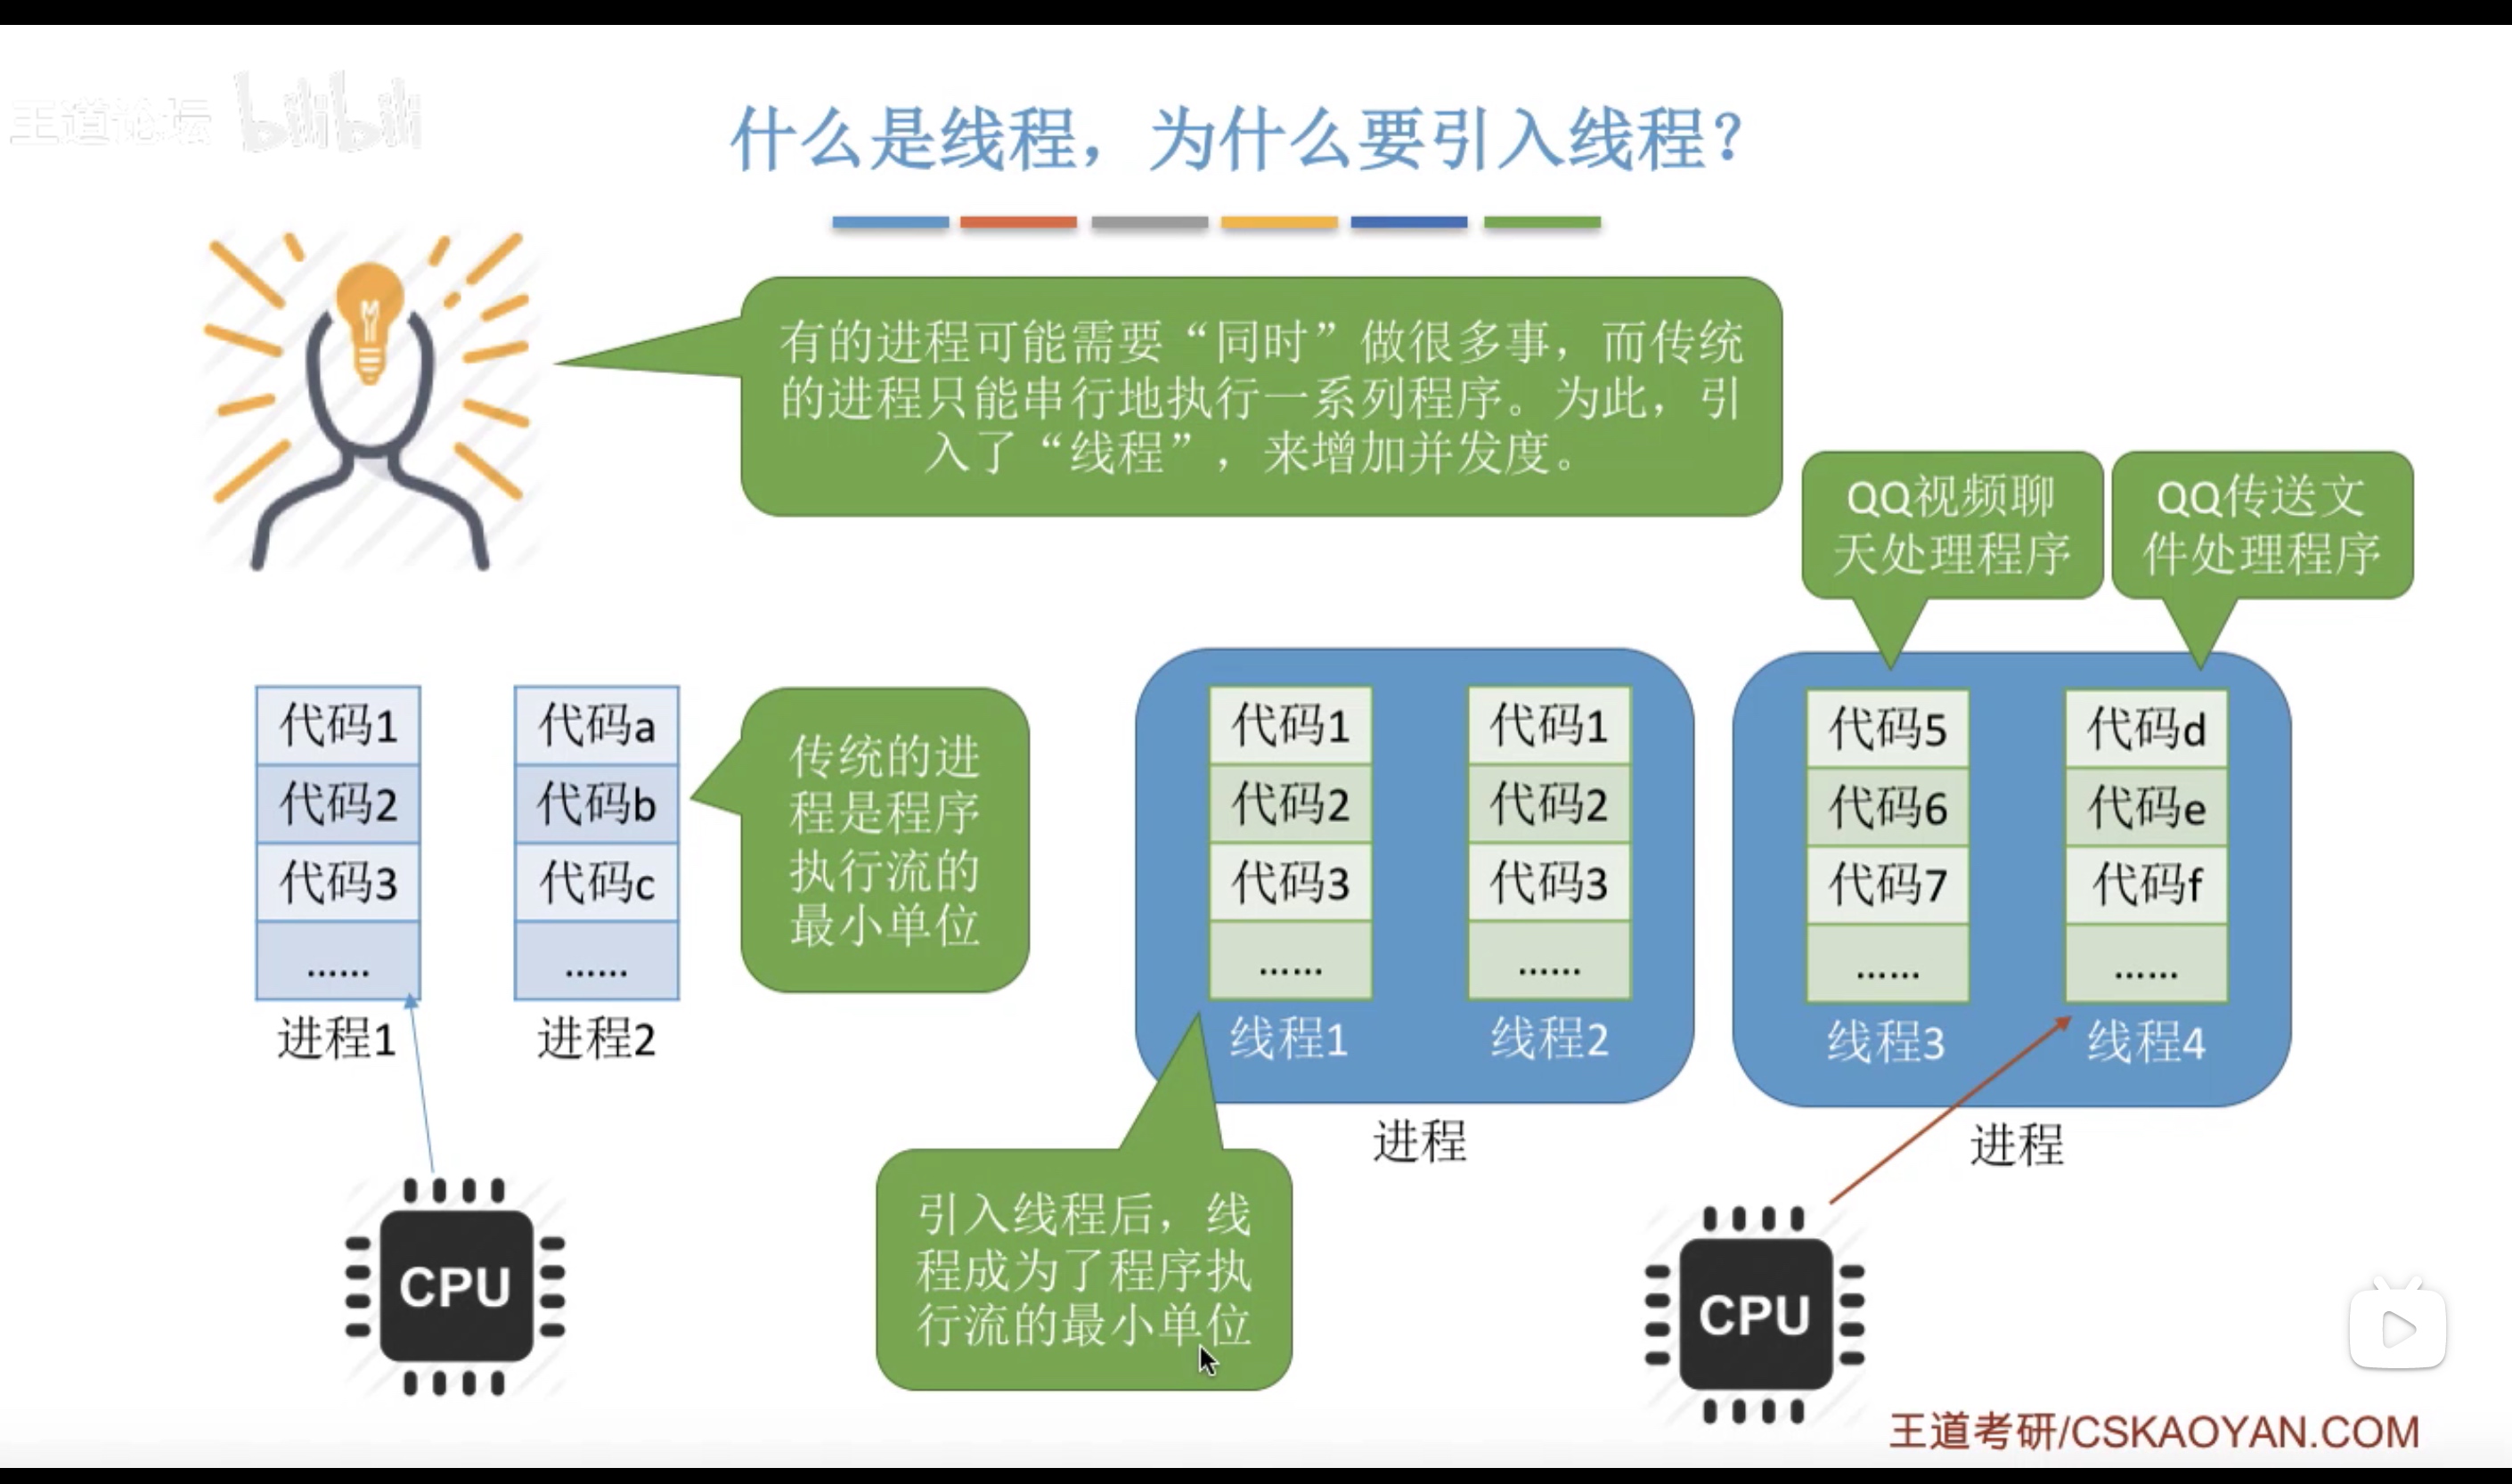 王道论坛 bilibili
什么是线程，为什么要引入线程？
有的进程可能需要“同时”做很多事，而传统
的进程只能串行地执行一系列程序。为此，引
入了“线程”，来增加并发度。
QQ视频聊
天处理程序
QQ传送文
件处理程序
代码1
代码2
代码3
……
进程1
代码a
代码b
代码c
……
进程2
传统的进
程是程序
执行流的
最小单位
代码1
代码2
代码3
……
线程1
代码1
代码2
代码3
……
线程2
进程
代码5
代码6
代码7
……
线程3
代码d
代码e
代码f
……
线程4
进程
引入线程后，线
程成为了程序执
行流的最小单位
CPU
CPU
王道考研/CSKAOYAN.COM